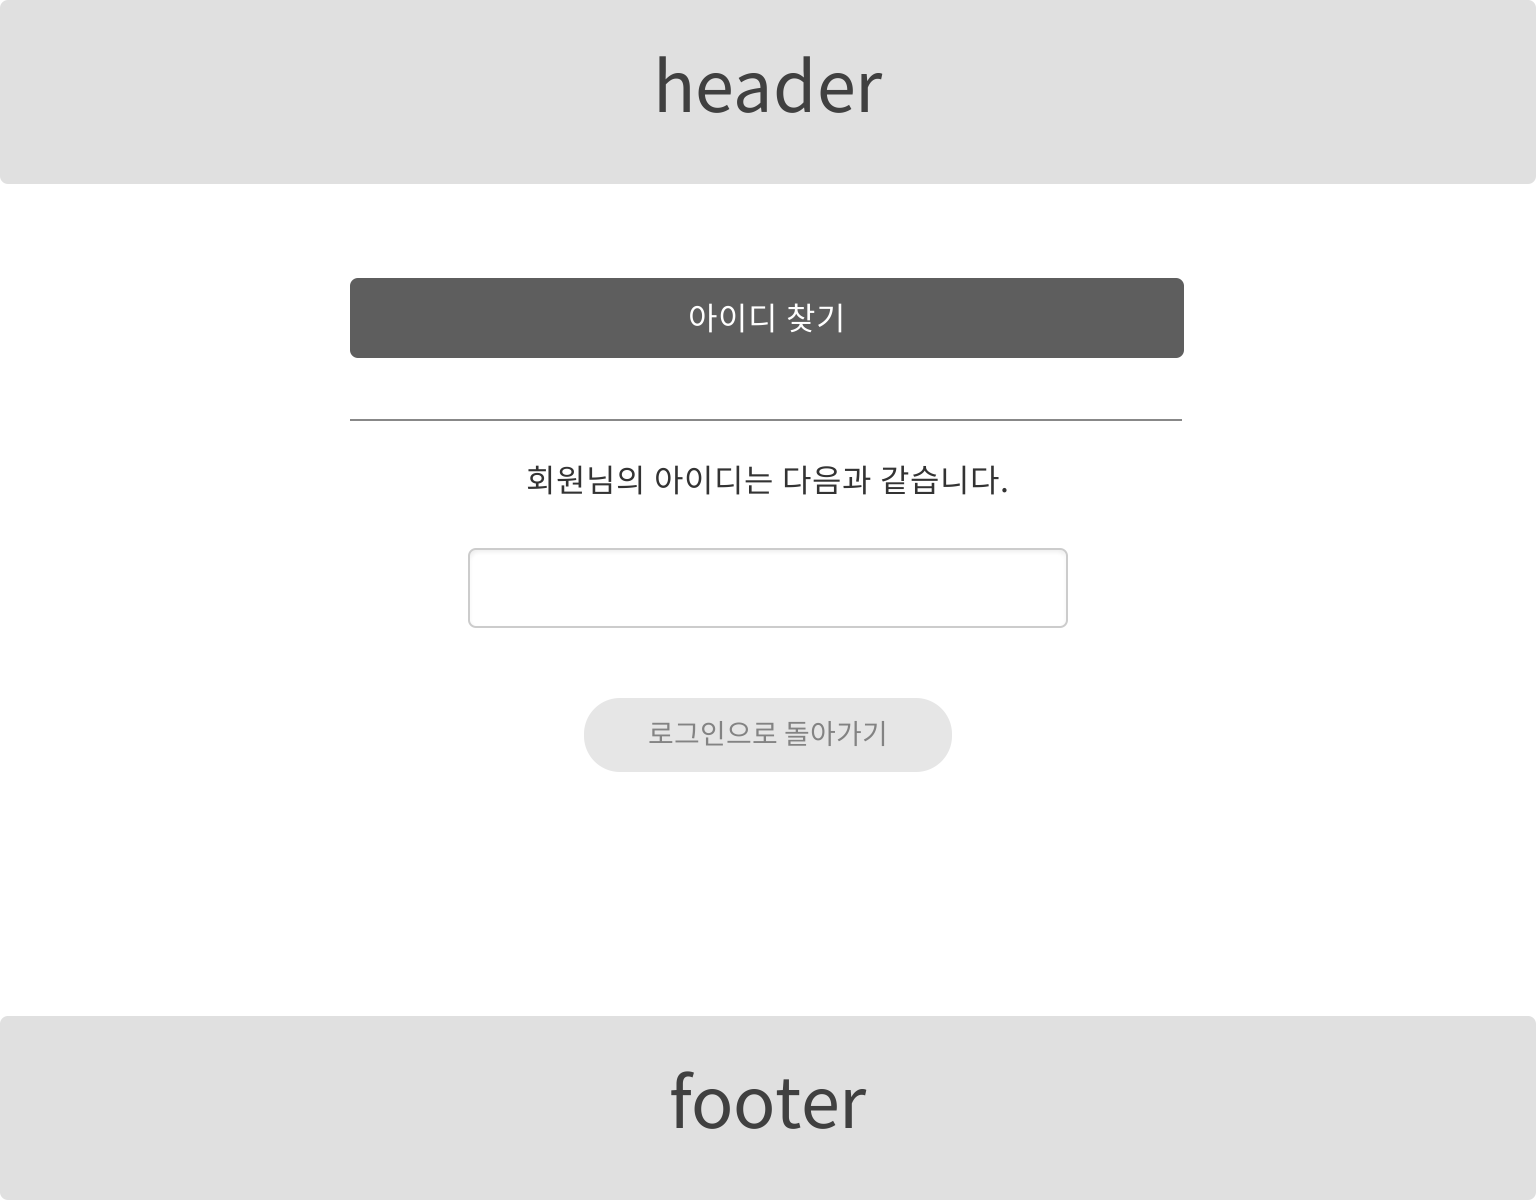 header
아이디 찾기
회원님의 아이디는 다음과 같습니다.
로그인으로 돌아가기
footer